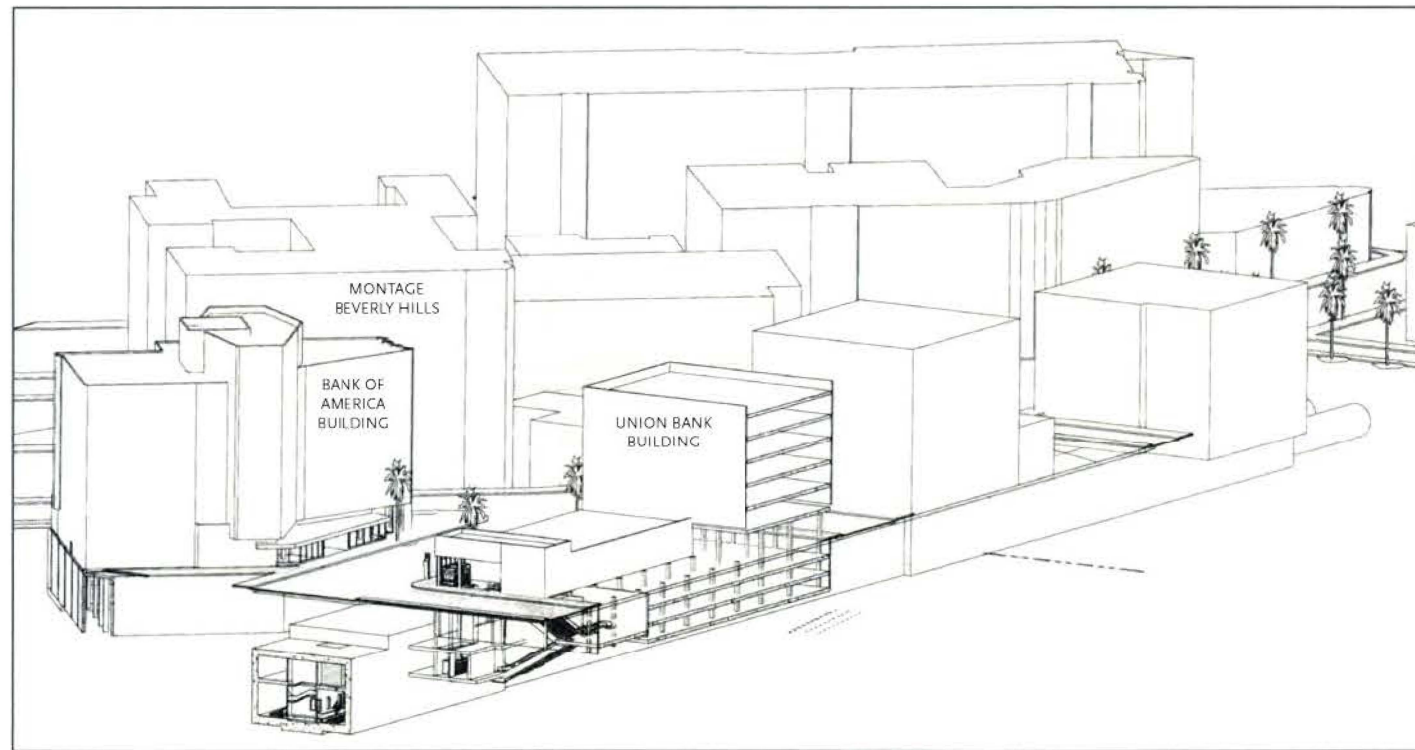 MONTAGE
BEVERLY HILLS
BANK OF
AMERICA
BUILDING
UNION BANK
BUILDING